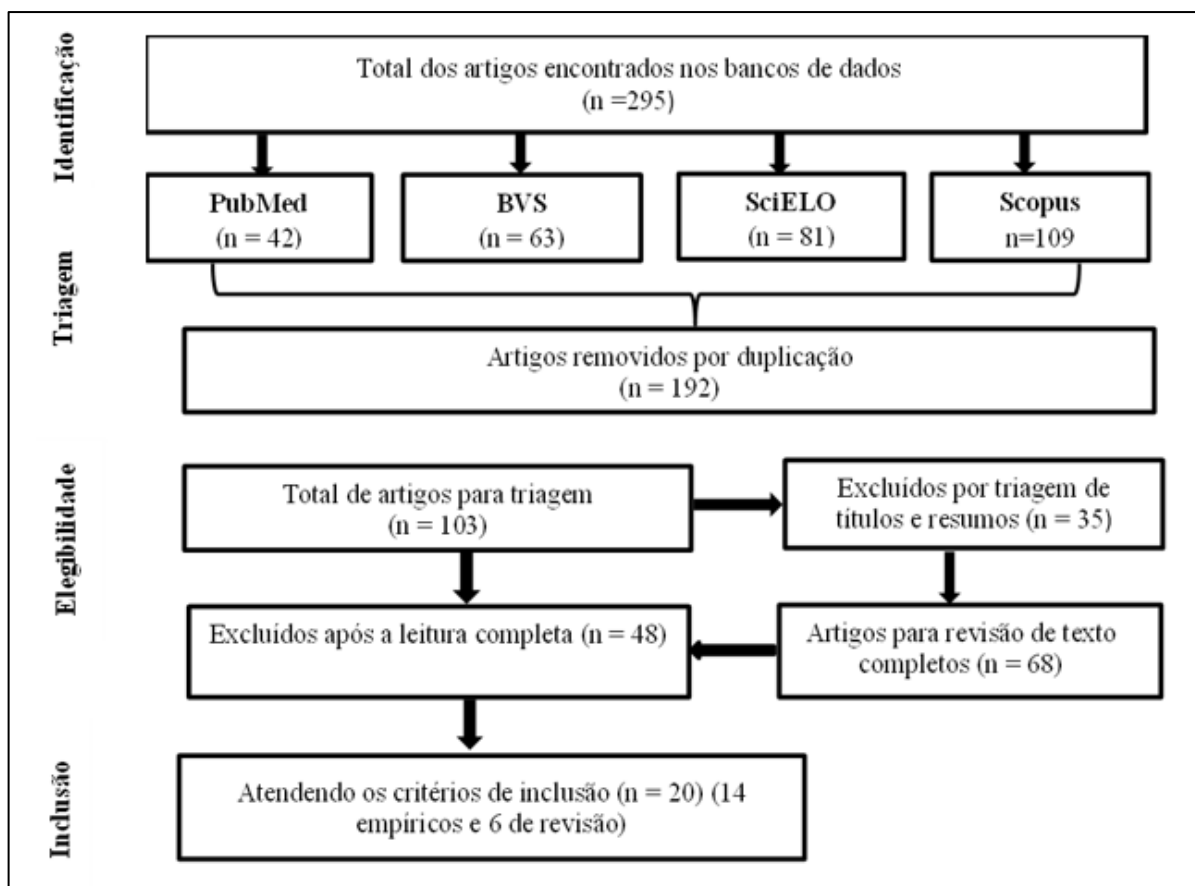 Identificação
Total dos artigos encontrados nos bancos de dados
(n =295)
PubMed
(n = 42)
BVS
(n = 63)
SciELO
(n = 81)
Scopus
n=109
Triagem
Artigos removidos por duplicação
(n = 192)
Elegibilidade
Total de artigos para triagem
(n = 103)
Excluídos por triagem de
títulos e resumos (n = 35)
Excluídos após a leitura completa (n = 48)
Artigos para revisão de texto
completos (n = 68)
Inclusão
Atendendo os critérios de inclusão (n = 20) (14
empíricos e 6 de revisão)